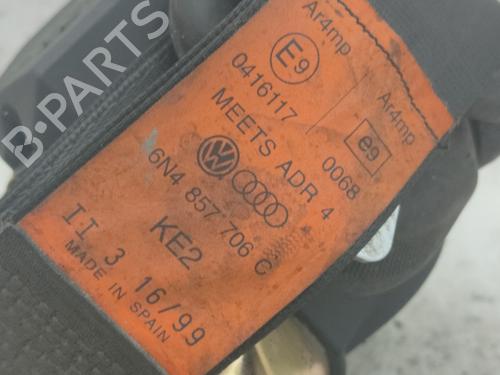 B-PARTS
Ar4mp
E9
0416117
Ar4mp
e9
0068
MEETS ADR 4
6N4 857 706 C
KE2
II 3 16/99
MADE IN SPAIN